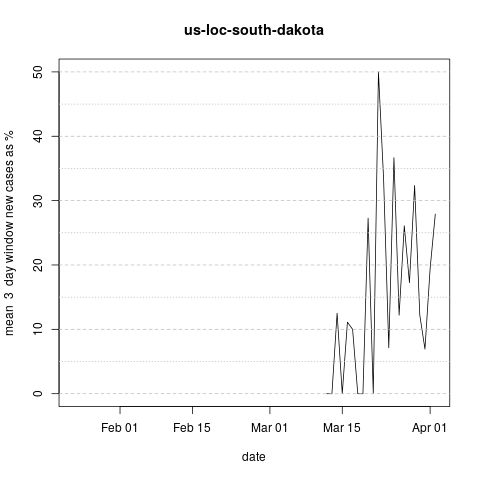 us-loc-south-dakota
mean 3 day window new cases as %
50
40
30
20
10
0
Feb 01 Feb 15 Mar 01 Mar 15 Apr 01
date